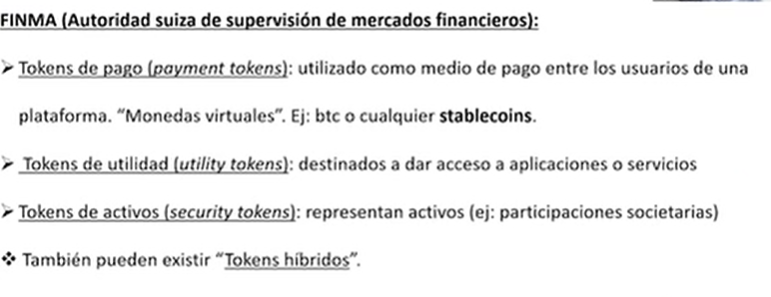 FINMA (Autoridad suiza de supervisión de mercados financieros):
➤ Tokens de pago (payment tokens): utilizado como medio de pago entre los usuarios de una
plataforma. “Monedas virtuales”. Ej: btc o cualquier stablecoins.
➤ Tokens de utilidad (utility tokens): destinados a dar acceso a aplicaciones o servicios
➤ Tokens de activos (security tokens): representan activos (ej: participaciones societarias)
❖ También pueden existir “Tokens híbridos”.